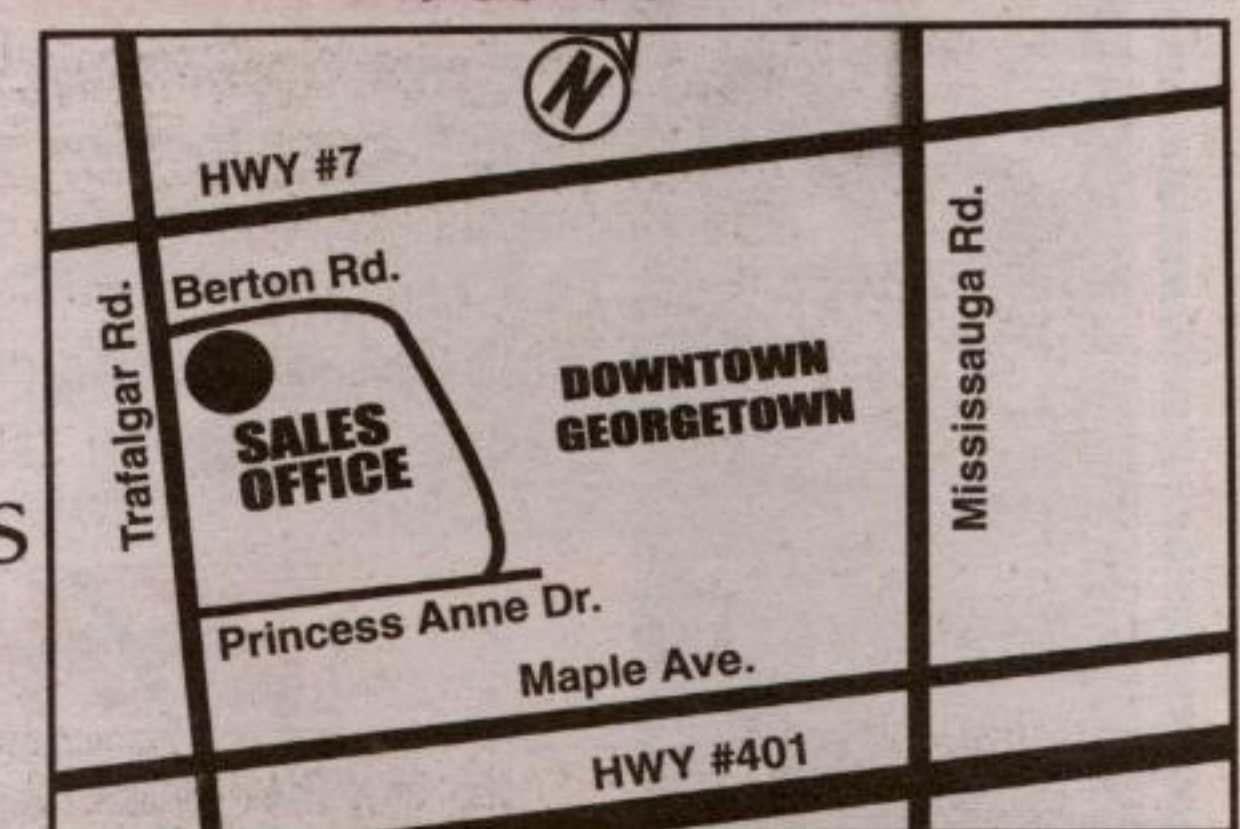 N
HWY #7
Berton Rd.
Trafalgar Rd.
Mississauga Rd.
DOWNTOWN
GEORGETOWN
SALES
OFFICE
S
Princess Anne Dr.
Maple Ave.
HWY #401